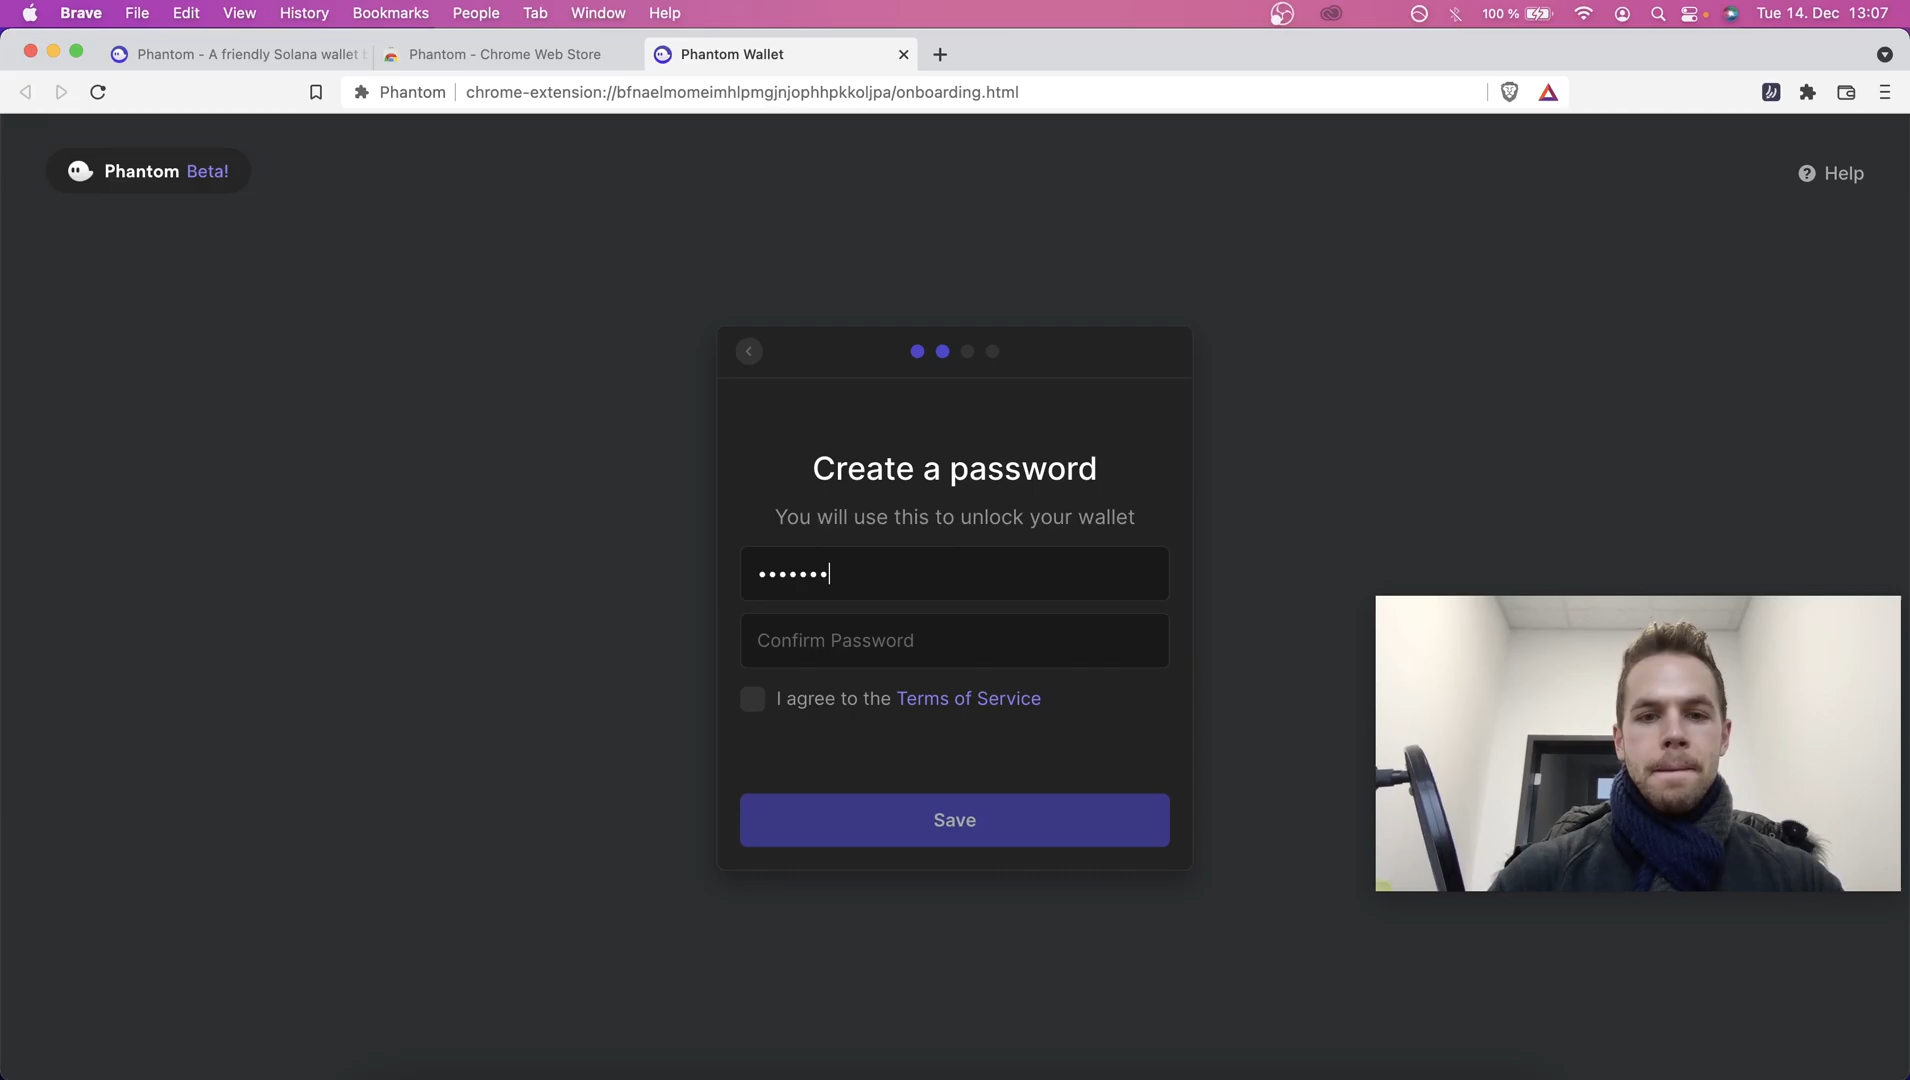 Brave File Edit View History Bookmarks People Tab Window Help 100 % Tue 14. Dec 13:07
Phantom - A friendly Solana wallet Phantom - Chrome Web Store Phantom Wallet
Phantom chrome-extension://bfnaelmomeimhlpmgjnjophhpkkoljpa/onboarding.html
Phantom Beta! Help
Create a password
You will use this to unlock your wallet
•••••••
Confirm Password
I agree to the Terms of Service
Save